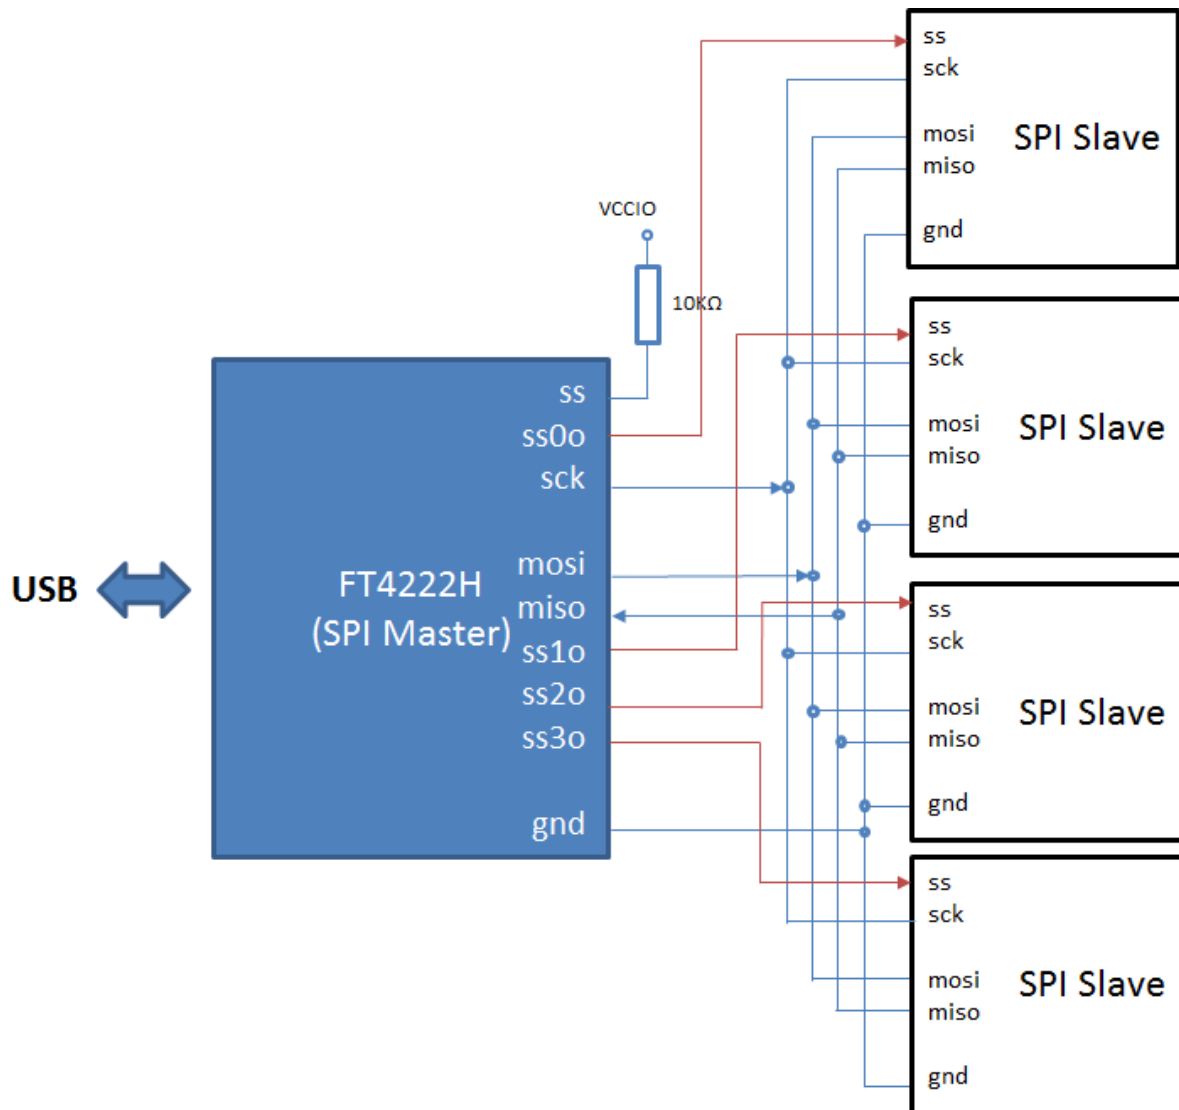 ss
sck
mosi
SPI Slave
miso
gnd
VCCIO
10KΩ
ss
sck
mosi
SPI Slave
miso
gnd
ss
ss0o
sck
mosi
miso
ss1o
ss2o
ss3o
gnd
FT4222H
(SPI Master)
USB
ss
sck
mosi
SPI Slave
miso
gnd
ss
sck
mosi
SPI Slave
miso
gnd